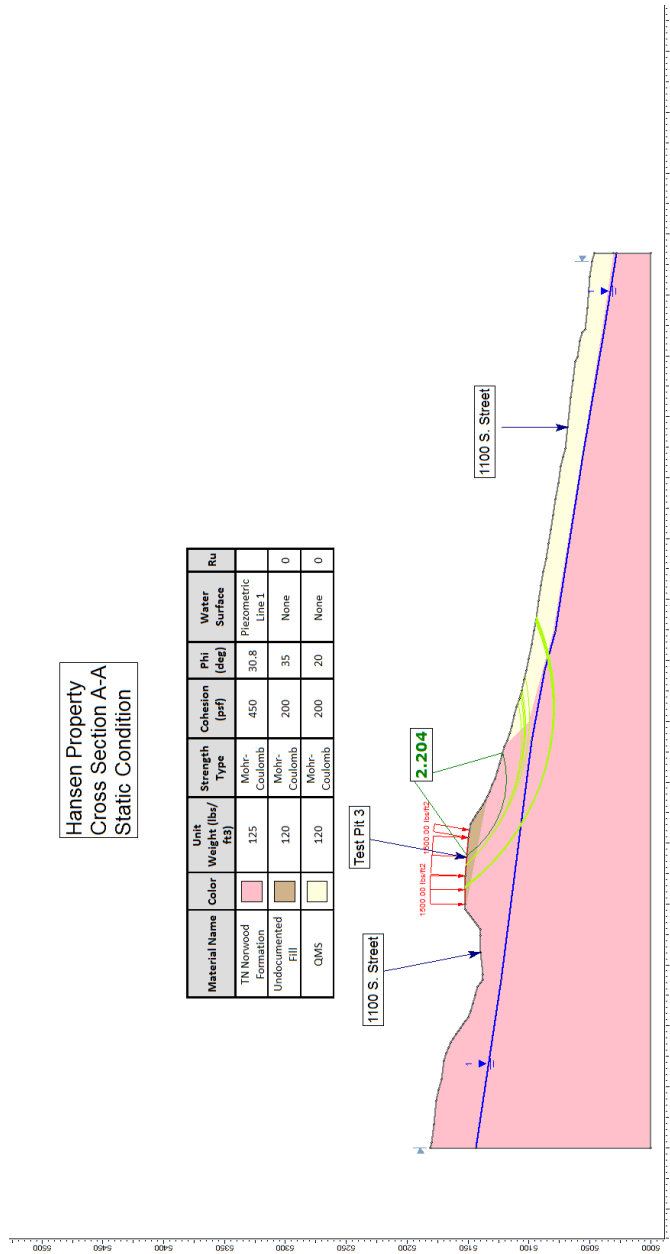 Hansen Property
Cross Section A-A
Static Condition
Material Name Color Unit Weight (lbs/ft3) Strength Type Cohesion (psf) Phi (deg) Water Surface Ru
TN Norwood Formation 125 Mohr-Coulomb 450 30.8 Piezometric Line 1
Undocumented Fill 120 Mohr-Coulomb 200 35 None 0
QMS 120 Mohr-Coulomb 200 20 None 0
1100 S. Street
Test Pit 3
2.204
1100 S. Street
1500.00 lbs/ft2
1500.00 lbs/ft2
1
1
5500
5450
5400
5350
5300
5250
5200
5150
5100
5050
5000